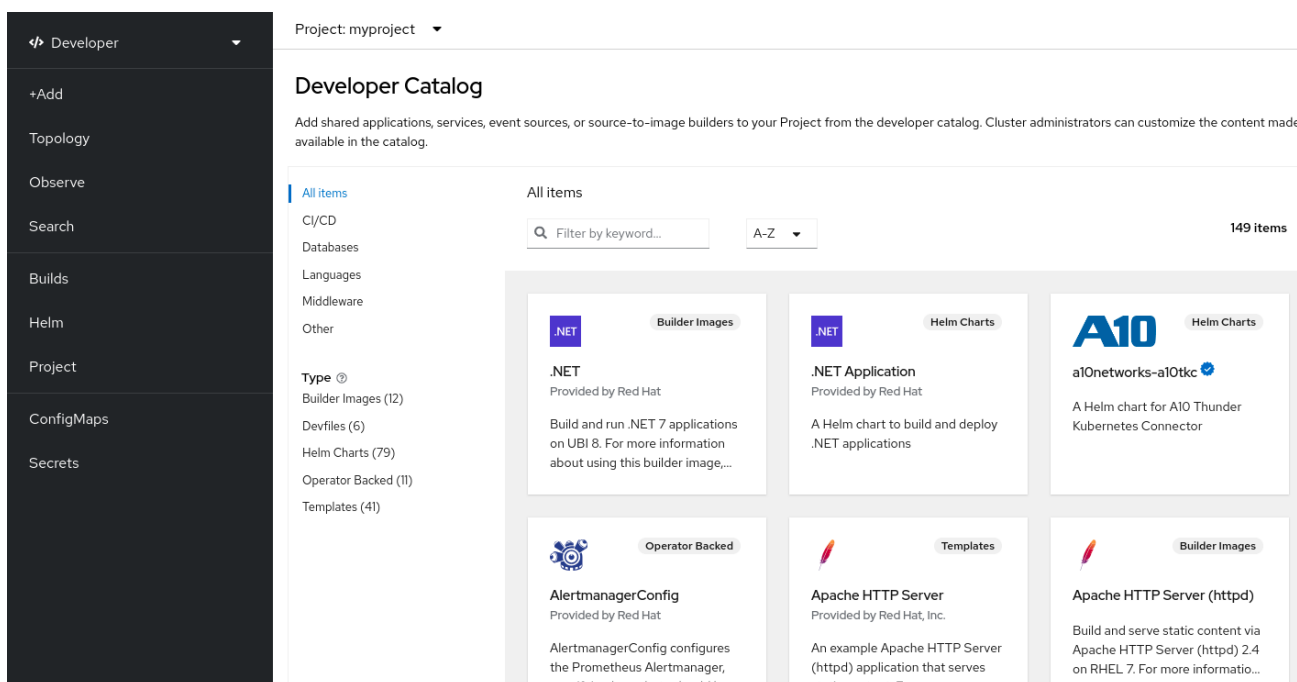 Developer
+Add
Topology
Observe
Search
Builds
Helm
Project
ConfigMaps
Secrets
Project: myproject
Developer Catalog
Add shared applications, services, event sources, or source-to-image builders to your Project from the developer catalog. Cluster administrators can customize the content made
available in the catalog.
All items
CI/CD
Databases
Languages
Middleware
Other
Type
Builder Images (12)
Devfiles (6)
Helm Charts (79)
Operator Backed (11)
Templates (41)
All items
Filter by keyword...
A-Z
149 items
.NET
Builder Images
.NET
Provided by Red Hat
Build and run .NET 7 applications
on UBI 8. For more information
about using this builder image,...
.NET
Helm Charts
.NET Application
Provided by Red Hat
A Helm chart to build and deploy
.NET applications
A10
Helm Charts
a10networks-a10tkc
A Helm chart for A10 Thunder
Kubernetes Connector
Operator Backed
AlertmanagerConfig
Provided by Red Hat
AlertmanagerConfig configures
the Prometheus Alertmanager,
Templates
Apache HTTP Server
Provided by Red Hat, Inc.
An example Apache HTTP Server
(httpd) application that serves
Builder Images
Apache HTTP Server (httpd)
Build and serve static content via
Apache HTTP Server (httpd) 2.4
on RHEL 7. For more informatio...